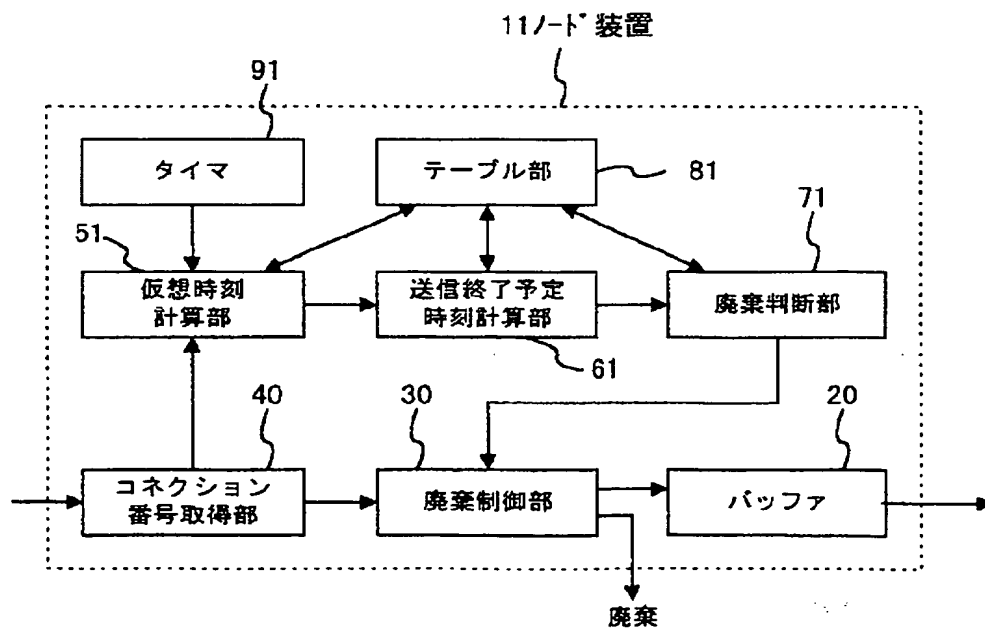 11ノード装置
91
タイマ
テーブル部
81
71
51
仮想時刻
計算部
送信終了予定
時刻計算部
廃棄判断部
61
40
30
20
コネクション
番号取得部
廃棄制御部
バッファ
廃棄